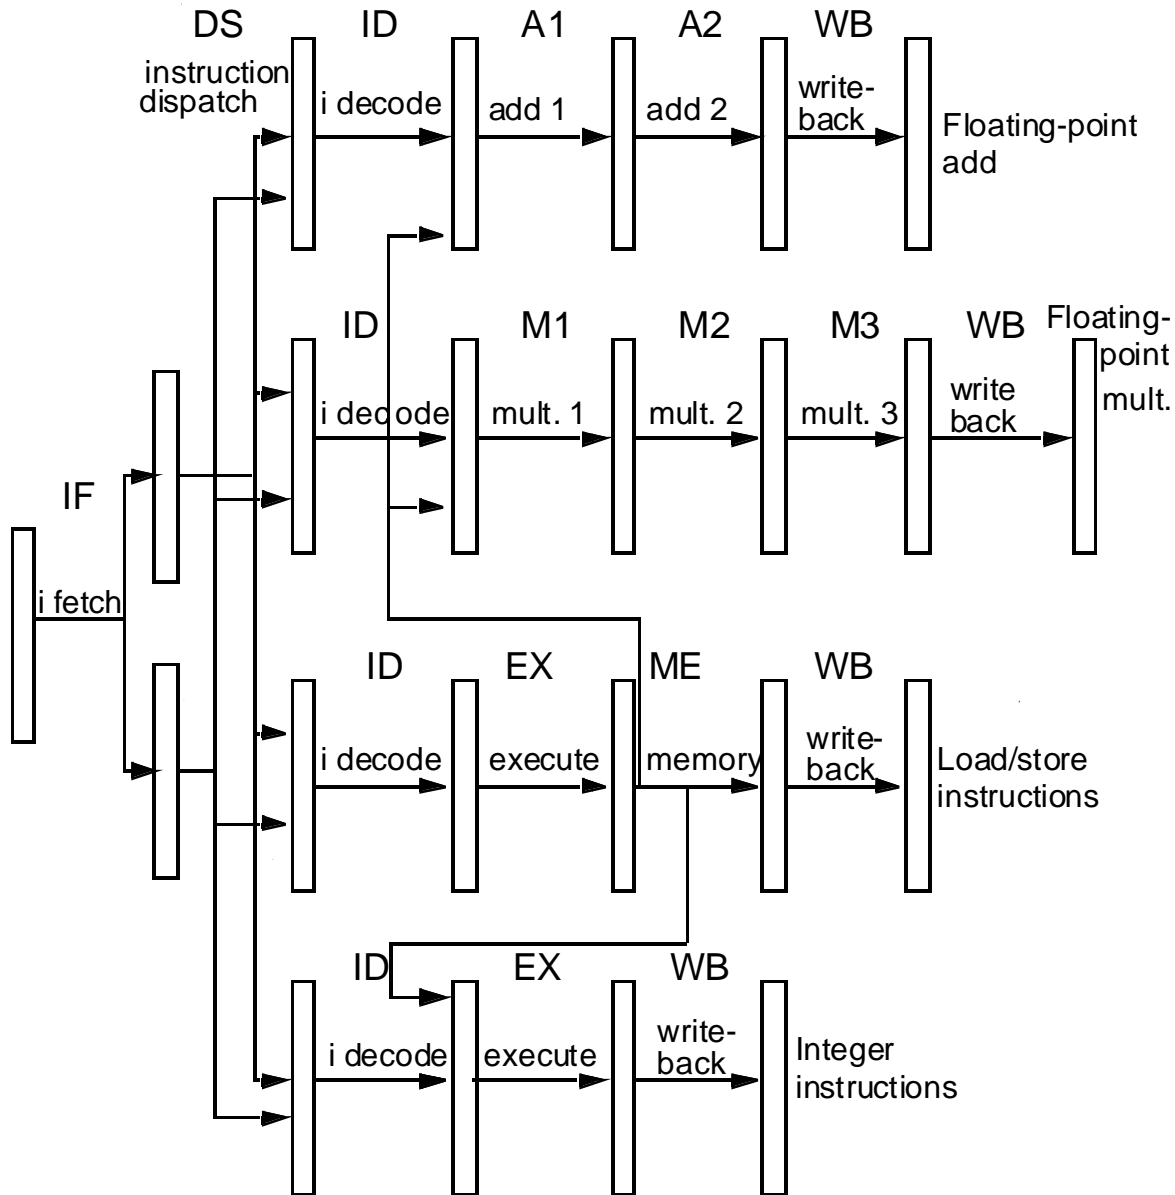 DS ID A1 A2 WB
instruction
dispatch
i decode
add 1
add 2
write-
back
Floating-point
add
ID M1 M2 M3 WB
Floating-
point
mult.
i decode
mult. 1
mult. 2
mult. 3
write
back
IF
i fetch
ID EX ME WB
i decode
execute
memory
write-
back
Load/store
instructions
ID EX WB
i decode
execute
write-
back
Integer
instructions